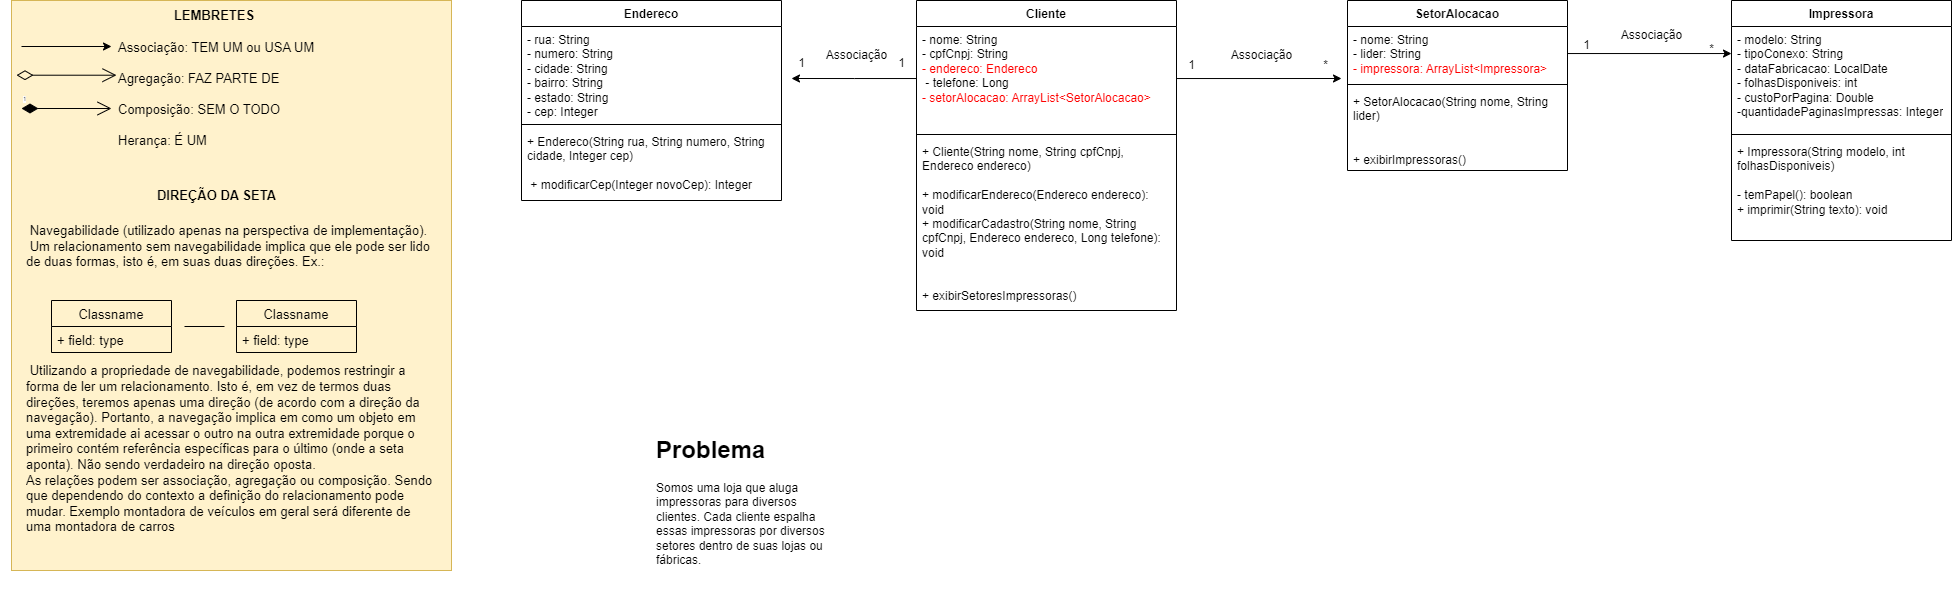 LEMBRETES
Associação: TEM UM ou USA UM
Agregação: FAZ PARTE DE
1
Composição: SEM O TODO
Herança: É UM
DIREÇÃO DA SETA
Navegabilidade (utilizado apenas na perspectiva de implementação).
Um relacionamento sem navegabilidade implica que ele pode ser lido
de duas formas, isto é, em suas duas direções. Ex.:
Classname
+ field: type
Classname
+ field: type
Utilizando a propriedade de navegabilidade, podemos restringir a
forma de ler um relacionamento. Isto é, em vez de termos duas
direções, teremos apenas uma direção (de acordo com a direção da
navegação). Portanto, a navegação implica em como um objeto em
uma extremidade ai acessar o outro na outra extremidade porque o
primeiro contém referência específicas para o último (onde a seta
aponta). Não sendo verdadeiro na direção oposta.
As relações podem ser associação, agregação ou composição. Sendo
que dependendo do contexto a definição do relacionamento pode
mudar. Exemplo montadora de veículos em geral será diferente de
uma montadora de carros
Endereco
- rua: String
- numero: String
- cidade: String
- bairro: String
- estado: String
- cep: Integer
+ Endereco(String rua, String numero, String
cidade, Integer cep)
+ modificarCep(Integer novoCep): Integer
Associação
1
1
Cliente
- nome: String
- cpfCnpj: String
- endereco: Endereco
- telefone: Long
- setorAlocacao: ArrayList<SetorAlocacao>
+ Cliente(String nome, String cpfCnpj,
Endereco endereco)
+ modificarEndereco(Endereco endereco):
void
+ modificarCadastro(String nome, String
cpfCnpj, Endereco endereco, Long telefone):
void
+ exibirSetoresImpressoras()
Associação
1
*
SetorAlocacao
- nome: String
- lider: String
- impressora: ArrayList<Impressora>
+ SetorAlocacao(String nome, String
lider)
+ exibirImpressoras()
Associação
1
*
Impressora
- modelo: String
- tipoConexo: String
- dataFabricacao: LocalDate
- folhasDisponiveis: int
- custoPorPagina: Double
-quantidadePaginasImpressas: Integer
+ Impressora(String modelo, int
folhasDisponiveis)
- temPapel(): boolean
+ imprimir(String texto): void
Problema
Somos uma loja que aluga
impressoras para diversos
clientes. Cada cliente espalha
essas impressoras por diversos
setores dentro de suas lojas ou
fábricas.